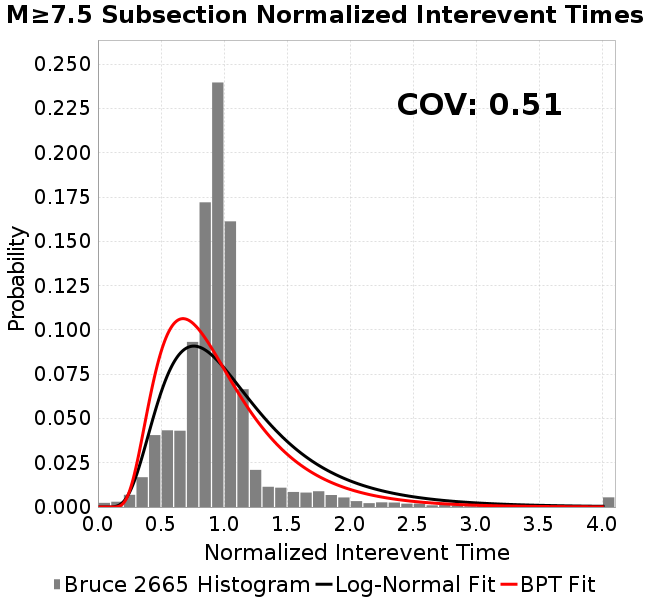 M≥7.5 Subsection Normalized Interevent Times
COV: 0.51
Probability
0.250
0.225
0.200
0.175
0.150
0.125
0.100
0.075
0.050
0.025
0.000
0.0 0.5 1.0 1.5 2.0 2.5 3.0 3.5 4.0
Normalized Interevent Time
Bruce 2665 Histogram Log-Normal Fit BPT Fit